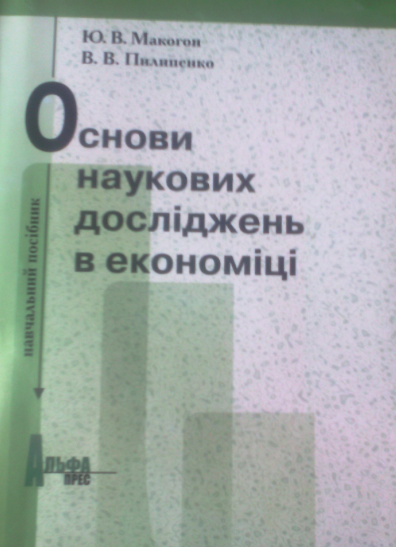 Ю. В. Макогон
В. В. Пилипенко
Основи
наукових
досліджень
в економіці
навчальний посібник
АЛЬФА
ПРЕС